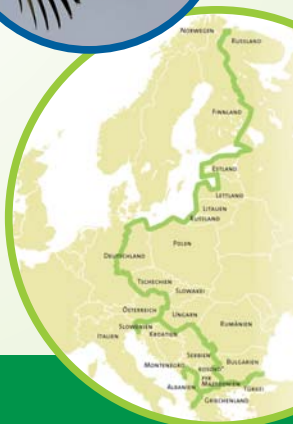 NORWEGEN
RUSSLAND
FINNLAND
ESTLAND
LETTLAND
LITAUEN
RUSSLAND
POLEN
DEUTSCHLAND
TSCHECHIEN
SLOWAKEI
ÖSTERREICH
UNGARN
SLOWENIEN
KROATIEN
RUMÄNIEN
ITALIEN
SERBIEN
MONTENEGRO
KOSOVO
BULGARIEN
FYR
MAZEDONIEN
ALBANIEN
TÜRKEI
GRIECHENLAND